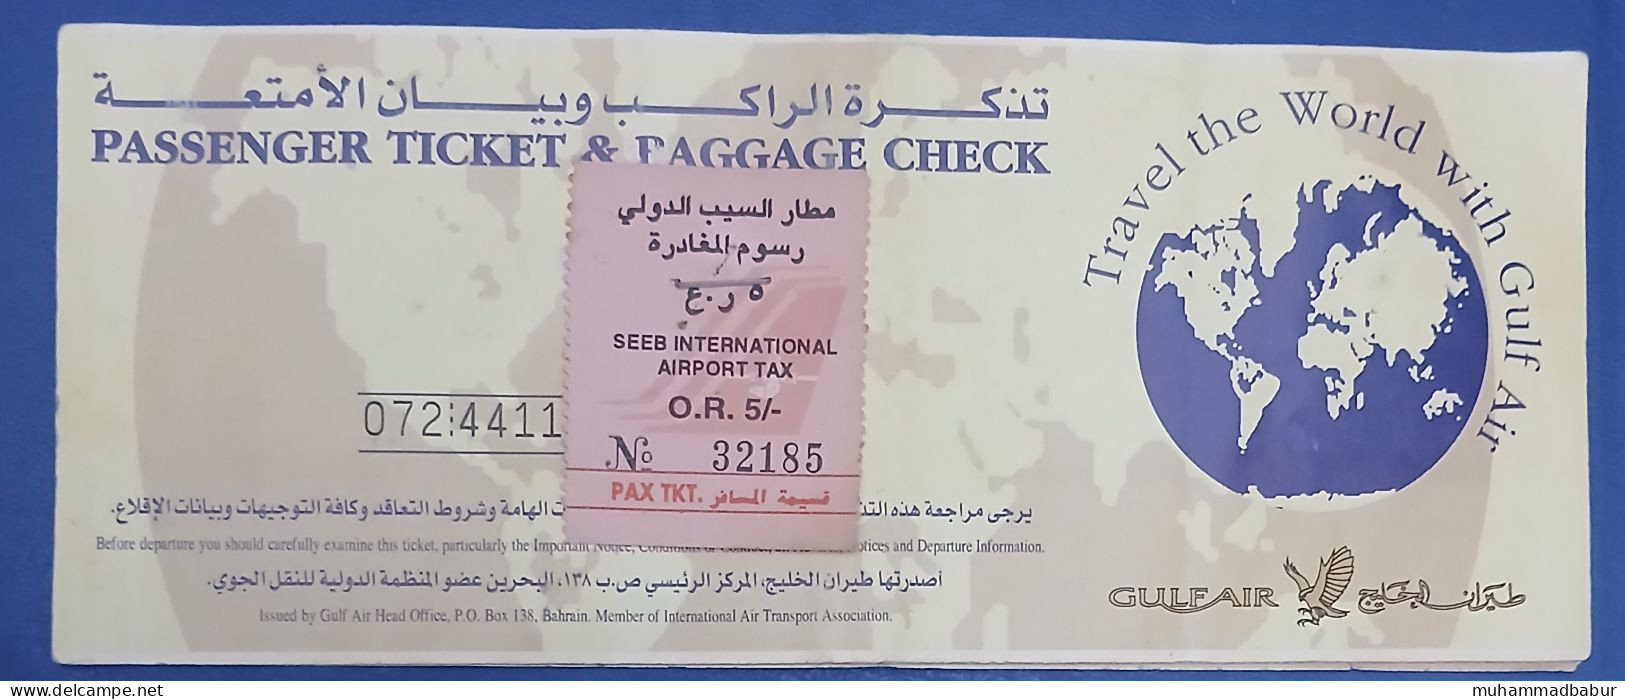 تذكرة الراكب وبيان الأمتعة
PASSENGER TICKET & BAGGAGE CHECK
Travel the World with Gulf Air
مطار السيب الدولي
رسوم المغادرة
٥ ر.ع
SEEB INTERNATIONAL
AIRPORT TAX
O.R. 5/-
No 32185
PAX TKT. قسيمة المسافر
072:4411
يرجى مراجعة هذه الهامة وشروط التعاقد وكافة التوجيهات وبيانات الإقلاع.
Before departure you should carefully examine this ticket, particularly the Important Notice, Conditions of Contract, Notices and Departure Information.
أصدرتها طيران الخليج، المركز الرئيسي ص.ب ١٣٨، البحرين عضو المنظمة الدولية للنقل الجوي.
Issued by Gulf Air Head Office, P.O. Box 138, Bahrain. Member of International Air Transport Association.
GULF AIR طيران الخليج
delcampe.net
muhammadbabur